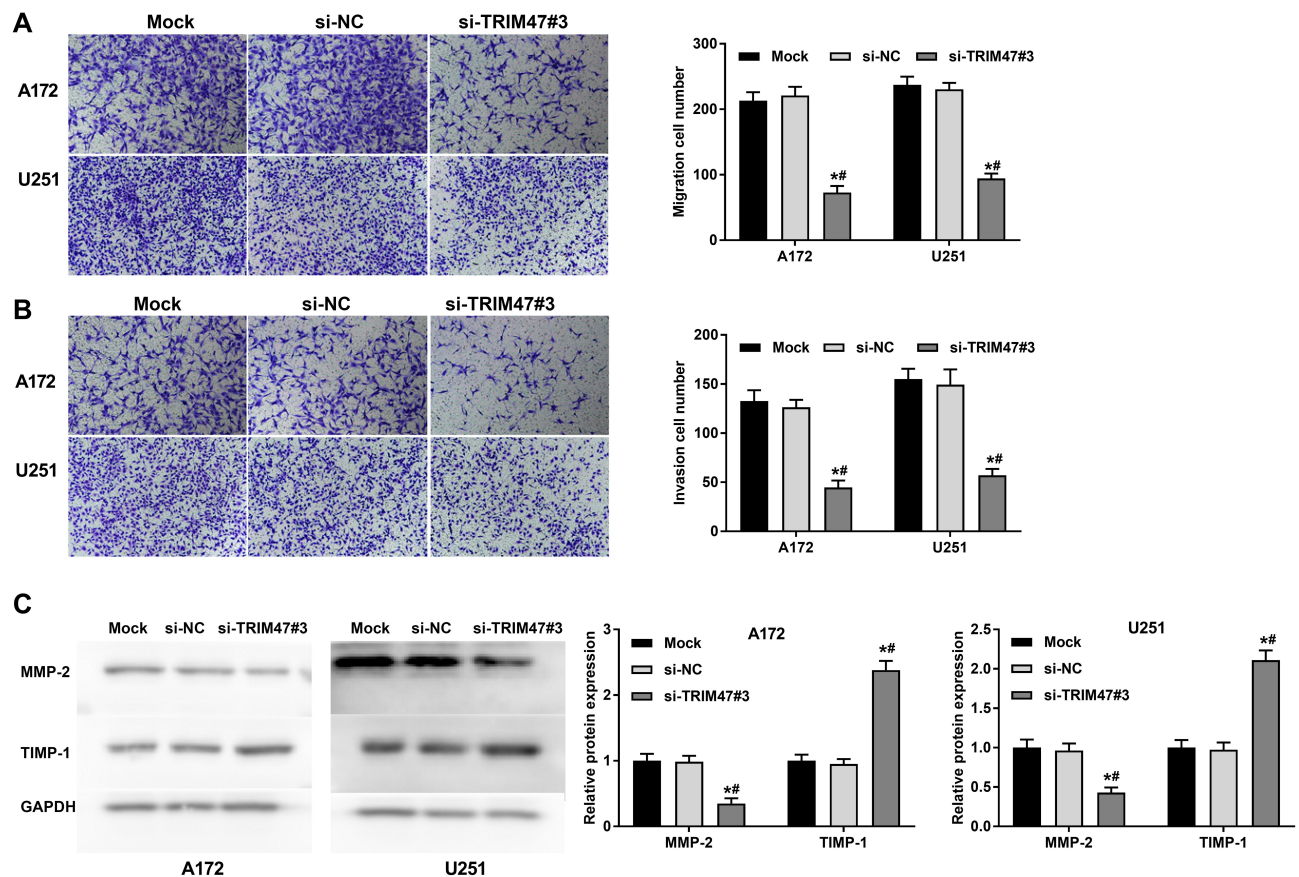 A
Mock si-NC si-TRIM47#3
A172
U251
300
200
100
0
Migration cell number
Mock si-NC si-TRIM47#3
*# *#
A172 U251
B
Mock si-NC si-TRIM47#3
A172
U251
200
150
100
50
0
Invasion cell number
Mock si-NC si-TRIM47#3
*# *#
A172 U251
C
Mock si-NC si-TRIM47#3
MMP-2
TIMP-1
GAPDH
A172
Mock si-NC si-TRIM47#3
U251
A172
3
2
1
0
Relative protein expression
Mock
si-NC
si-TRIM47#3
*# *#
MMP-2 TIMP-1
U251
2.5
2.0
1.5
1.0
0.5
0.0
Relative protein expression
Mock
si-NC
si-TRIM47#3
*# *#
MMP-2 TIMP-1